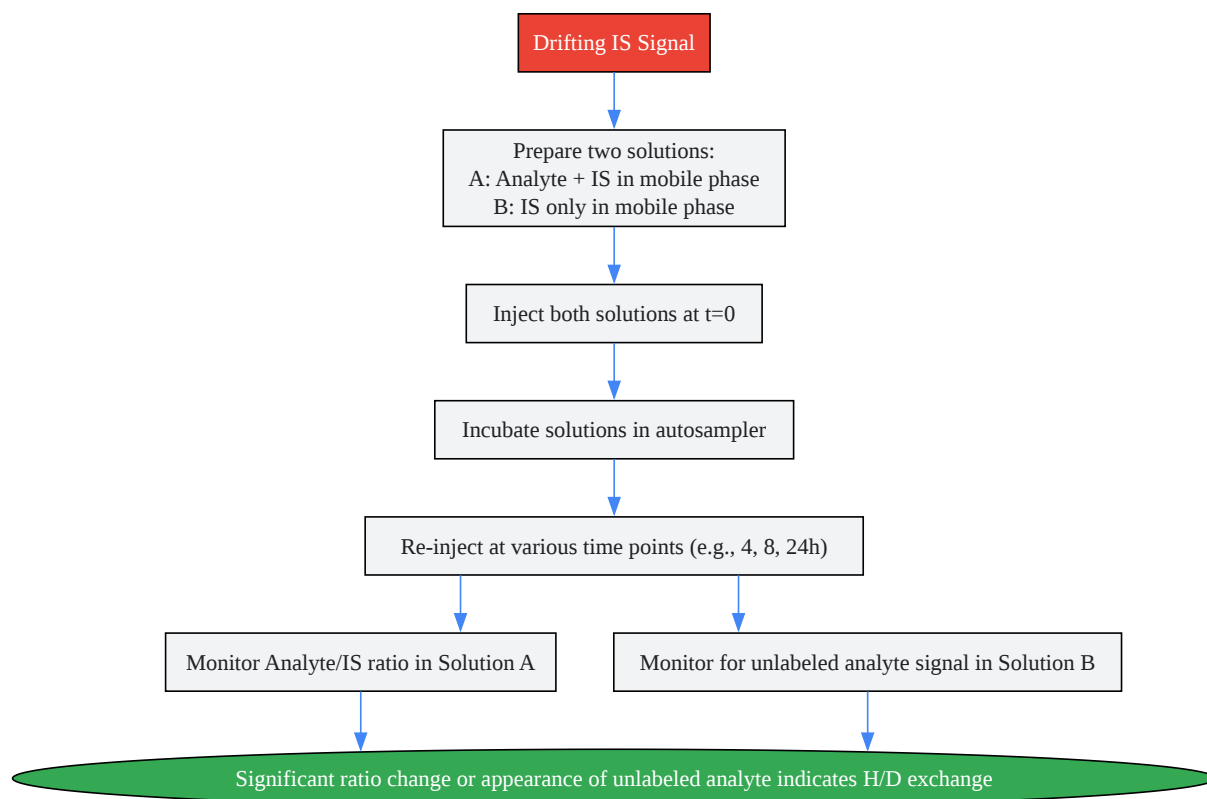 Drifting IS Signal
Prepare two solutions:
A: Analyte + IS in mobile phase
B: IS only in mobile phase
Inject both solutions at t=0
Incubate solutions in autosampler
Re-inject at various time points (e.g., 4, 8, 24h)
Monitor Analyte/IS ratio in Solution A
Monitor for unlabeled analyte signal in Solution B
Significant ratio change or appearance of unlabeled analyte indicates H/D exchange